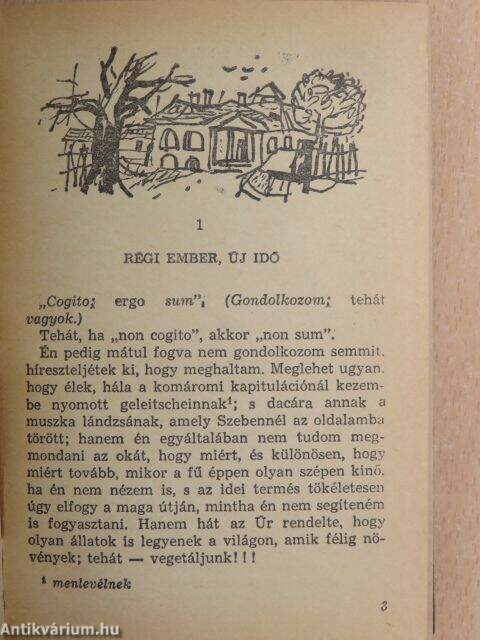 1
RÉGI EMBER, ÚJ IDŐ
„Cogito; ergo sum”. (Gondolkozom; tehát
vagyok.)
Tehát, ha „non cogito”, akkor „non sum”.
Én pedig mától fogva nem gondolkozom semmit,
híreszteljétek ki, hogy meghaltam. Meglehet ugyan,
hogy élek, hála a komáromi kapitulációnál kezem-
be nyomott geleitscheinnak¹; s dacára annak a
muszka lándzsának, amely Szebennél az oldalamba
törött; hanem én egyáltalában nem tudom meg-
mondani az okát, hogy miért, és különösen, hogy
miért tovább, mikor a fű éppen olyan szépen kinő,
ha én nem nézem is, s az idei termés tökéletesen
úgy elfogy a maga útján, mintha én nem segíteném
is fogyasztani. Hanem hát az Úr rendelte, hogy
olyan állatok is legyenek a világon, amik félig nö-
vények; tehát — vegetáljunk!!!
¹ menlevélnek
3
Antikvárium.hu